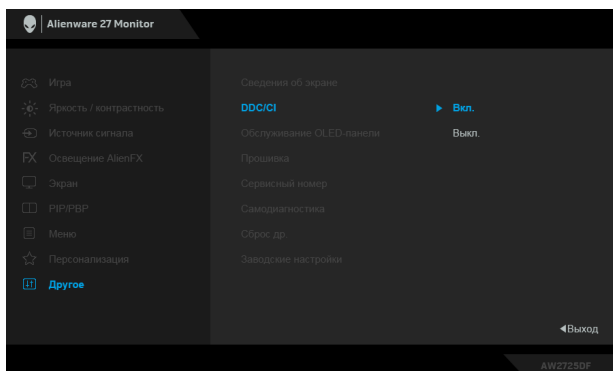 Alienware 27 Monitor
Игра
Яркость / контрастность
Источник сигнала
FX Освещение AlienFX
Экран
PIP/PBP
Меню
Персонализация
Другое
Сведения об экране
DDC/CI
Обслуживание OLED-панели
Прошивка
Сервисный номер
Самодиагностика
Сброс др.
Заводские настройки
Вкл.
Выкл.
Выход
AW2725DF